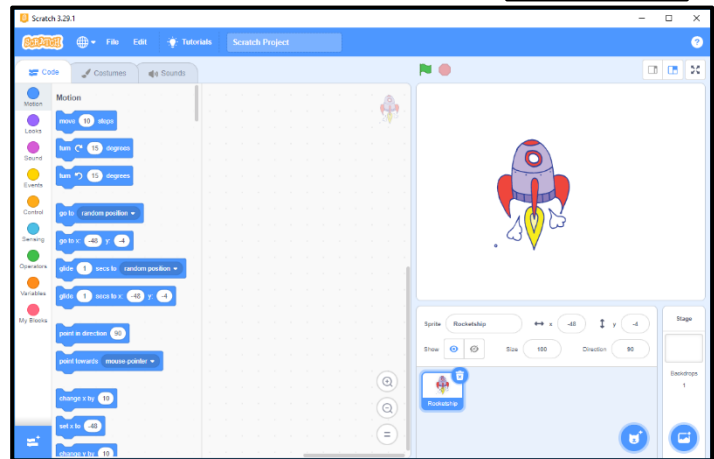 Scratch 3.29.1
SCRATCH File Edit Tutorials Scratch Project ?
Code Costumes Sounds
Motion
Looks
Sound
Events
Control
Sensing
Operators
Variables
My Blocks
Motion
move 10 steps
turn 15 degrees
turn 15 degrees
go to random position
go to x: -48 y: -4
glide 1 secs to random position
glide 1 secs to x: -48 y: -4
point in direction 90
point towards mouse-pointer
change x by 10
set x to -48
change y by 10
Sprite Rocketship x -48 y -4
Show Size 100 Direction 90
Rocketship
Stage
Backdrops
1